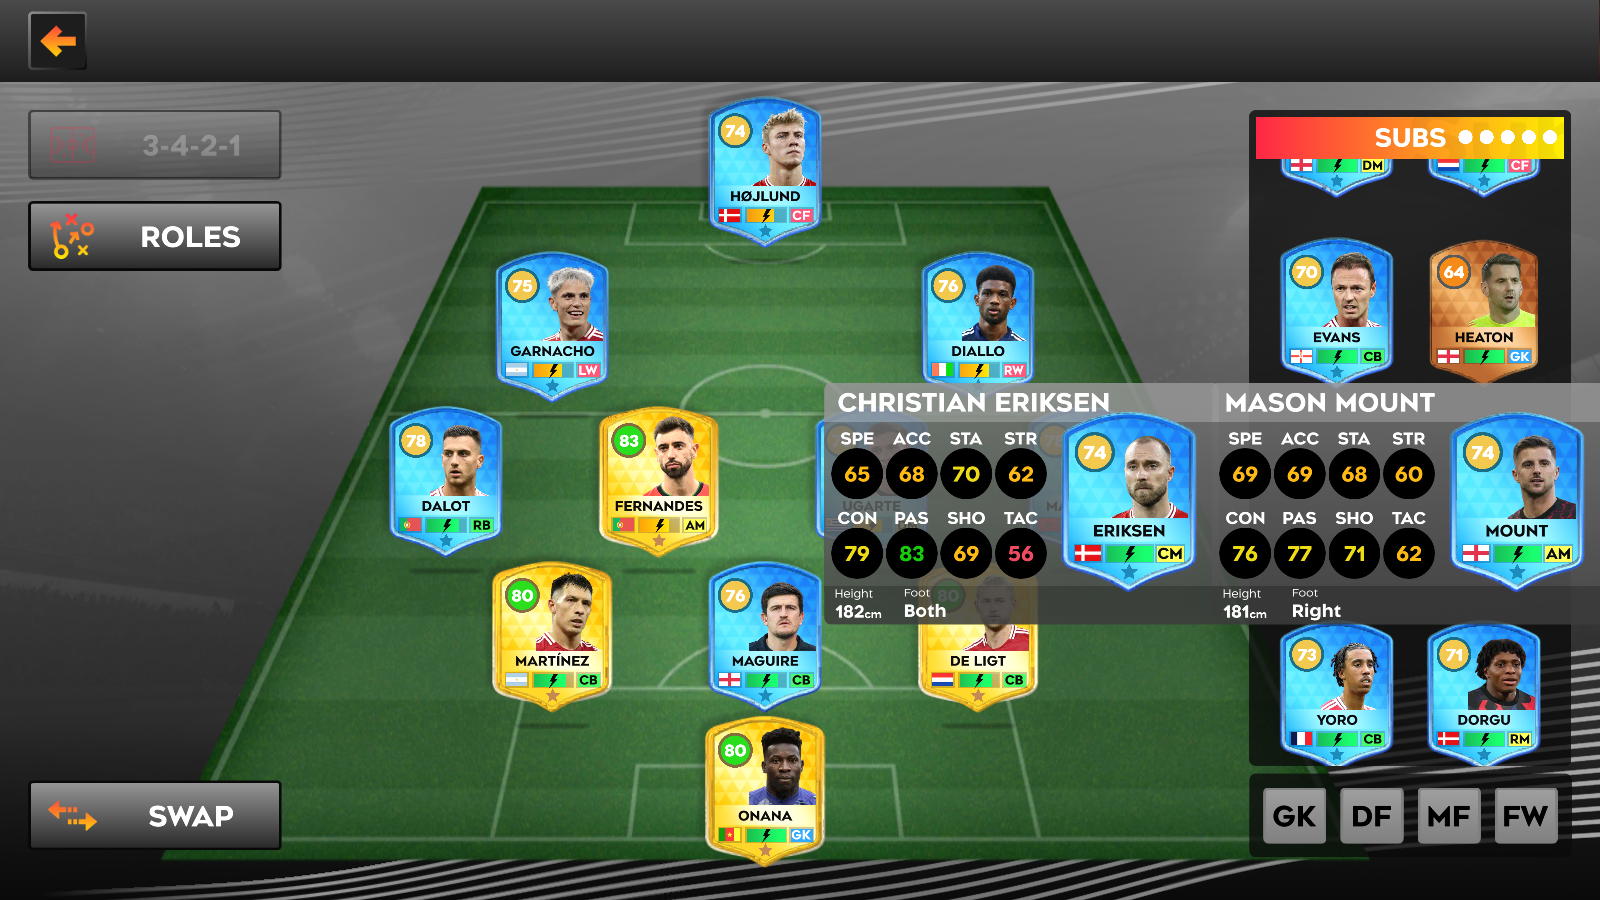 3-4-2-1
ROLES
SWAP
SUBS
DM
CF
74
HØJLUND
CF
75
GARNACHO
LW
76
DIALLO
RW
70
EVANS
CB
64
HEATON
GK
78
DALOT
RB
83
FERNANDES
AM
UGARTE
CHRISTIAN ERIKSEN
SPE ACC STA STR
65 68 70 62
CON PAS SHO TAC
79 83 69 56
Height Foot
182cm Both
74
ERIKSEN
CM
MASON MOUNT
SPE ACC STA STR
69 69 68 60
CON PAS SHO TAC
76 77 71 62
Height Foot
181cm Right
74
MOUNT
AM
80
MARTÍNEZ
CB
76
MAGUIRE
CB
80
DE LIGT
CB
73
YORO
CB
71
DORGU
RM
80
ONANA
GK
GK DF MF FW